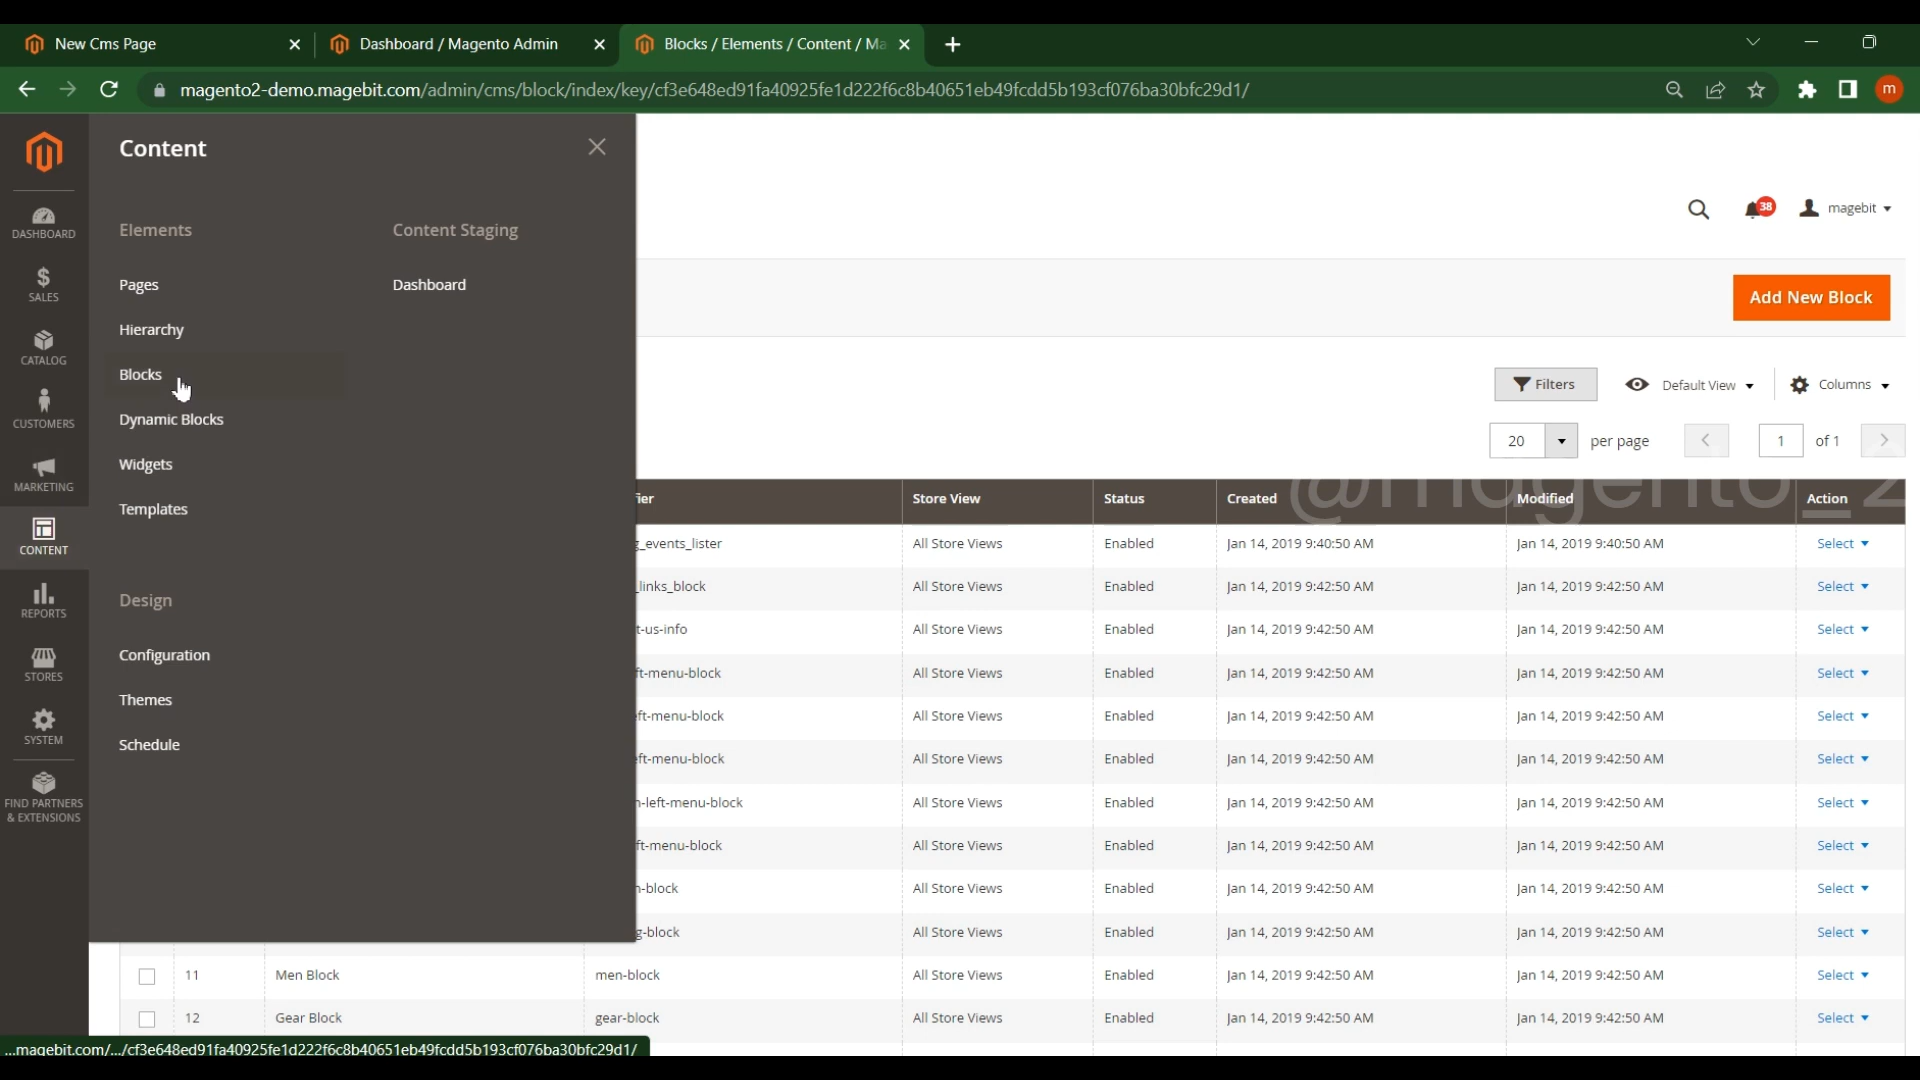 New Cms Page
Dashboard / Magento Admin
Blocks / Elements / Content / Ma
magento2-demo.magebit.com/admin/cms/block/index/key/cf3e648ed91fa40925fe1d222f6c8b40651eb49fcdd5b193cf076ba30bfc29d1/
m
Content
38
magebit
DASHBOARD
Elements
Content Staging
Pages
Dashboard
SALES
Add New Block
Hierarchy
CATALOG
Blocks
Filters
Default View
Columns
CUSTOMERS
Dynamic Blocks
20
per page
1
of 1
Widgets
MARKETING
@magento_2
fier
Store View
Status
Created
Modified
Action
Templates
CONTENT
g_events_lister
All Store Views
Enabled
Jan 14, 2019 9:40:50 AM
Jan 14, 2019 9:40:50 AM
Select
_links_block
All Store Views
Enabled
Jan 14, 2019 9:42:50 AM
Jan 14, 2019 9:42:50 AM
Select
Design
REPORTS
t-us-info
All Store Views
Enabled
Jan 14, 2019 9:42:50 AM
Jan 14, 2019 9:42:50 AM
Select
Configuration
STORES
ft-menu-block
All Store Views
Enabled
Jan 14, 2019 9:42:50 AM
Jan 14, 2019 9:42:50 AM
Select
Themes
eft-menu-block
All Store Views
Enabled
Jan 14, 2019 9:42:50 AM
Jan 14, 2019 9:42:50 AM
Select
SYSTEM
Schedule
eft-menu-block
All Store Views
Enabled
Jan 14, 2019 9:42:50 AM
Jan 14, 2019 9:42:50 AM
Select
FIND PARTNERS
& EXTENSIONS
n-left-menu-block
All Store Views
Enabled
Jan 14, 2019 9:42:50 AM
Jan 14, 2019 9:42:50 AM
Select
ft-menu-block
All Store Views
Enabled
Jan 14, 2019 9:42:50 AM
Jan 14, 2019 9:42:50 AM
Select
n-block
All Store Views
Enabled
Jan 14, 2019 9:42:50 AM
Jan 14, 2019 9:42:50 AM
Select
g-block
All Store Views
Enabled
Jan 14, 2019 9:42:50 AM
Jan 14, 2019 9:42:50 AM
Select
11
Men Block
men-block
All Store Views
Enabled
Jan 14, 2019 9:42:50 AM
Jan 14, 2019 9:42:50 AM
Select
12
Gear Block
gear-block
All Store Views
Enabled
Jan 14, 2019 9:42:50 AM
Jan 14, 2019 9:42:50 AM
Select
...magebit.com/.../cf3e648ed91fa40925fe1d222f6c8b40651eb49fcdd5b193cf076ba30bfc29d1/